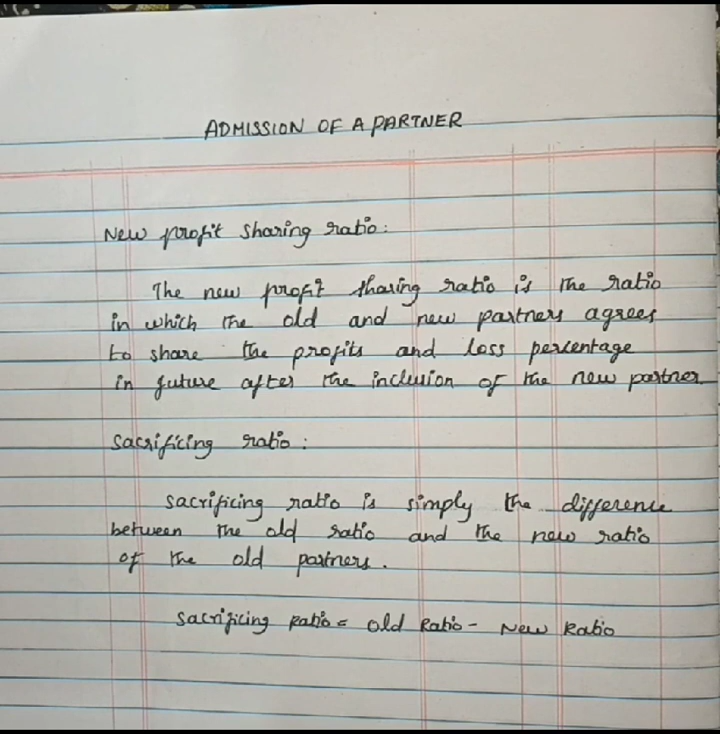 ADMISSION OF A PARTNER
New profit sharing ratio:
The new profit sharing ratio is the ratio
in which the old and new partners agrees
to share the profits and loss percentage
in future after the inclusion of the new partner
Sacrificing ratio:
Sacrificing ratio is simply the difference
between the old ratio and the new ratio
of the old partners.
Sacrificing Ratio = Old Ratio - New Ratio